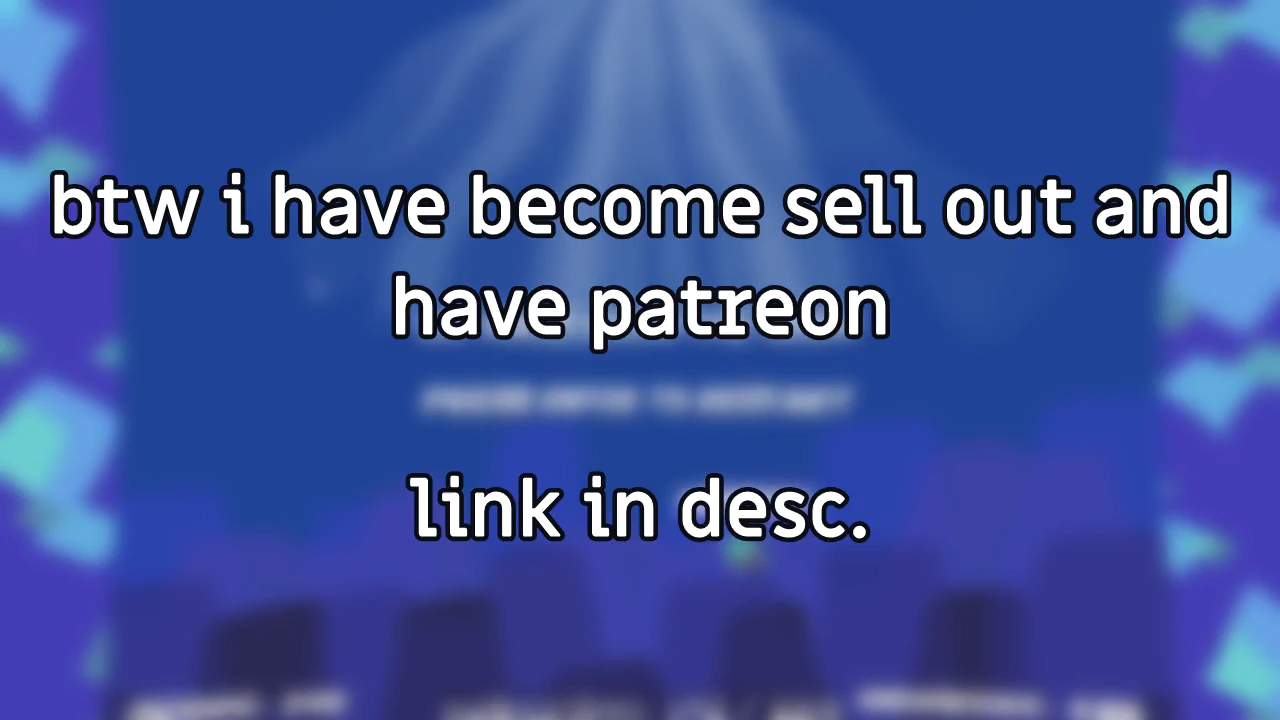 btw i have become sell out and
have patreon
link in desc.